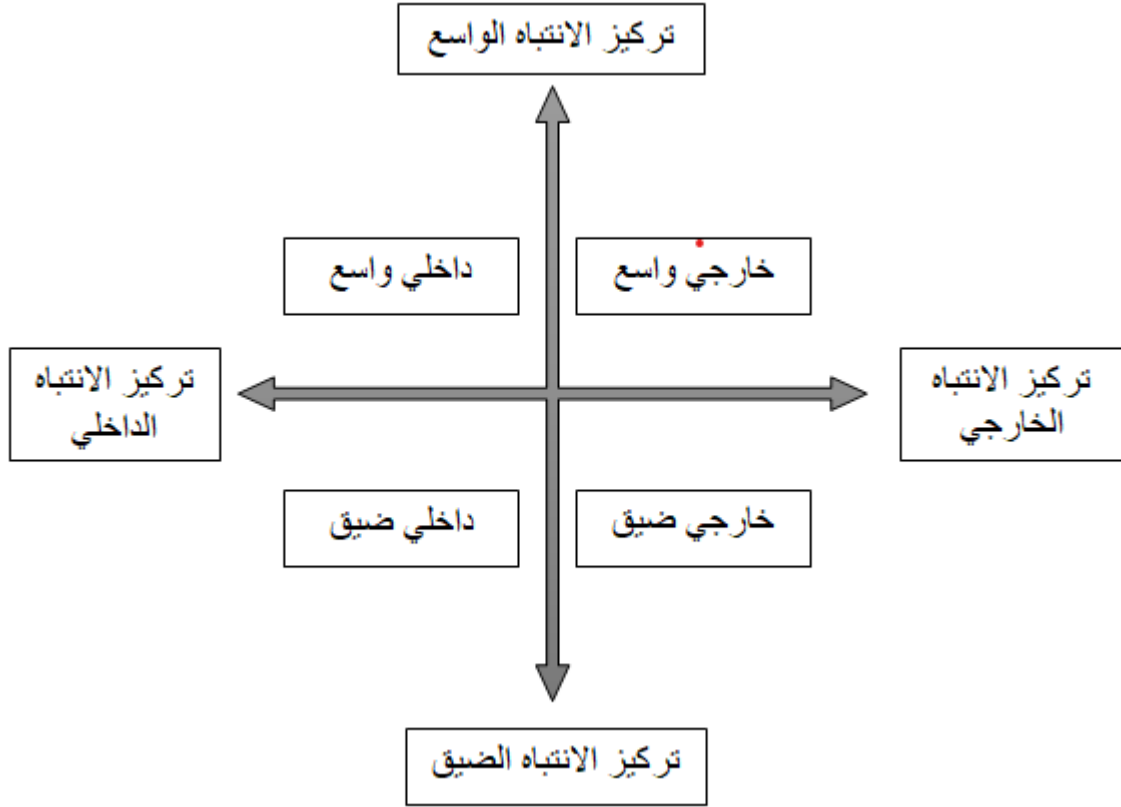 تركيز الانتباه الواسع
خارجي واسع
داخلي واسع
تركيز الانتباه
الخارجي
تركيز الانتباه
الداخلي
خارجي ضيق
داخلي ضيق
تركيز الانتباه الضيق